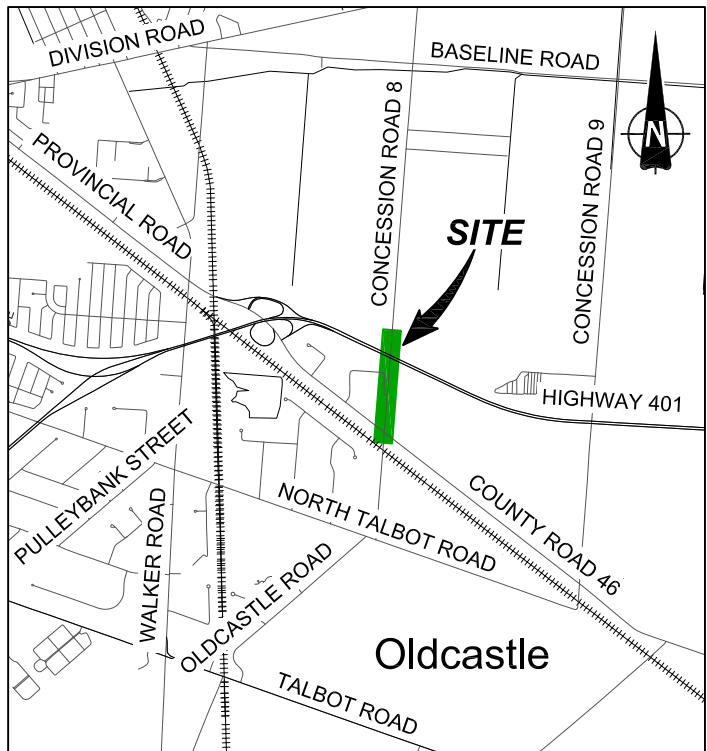 DIVISION ROAD
BASELINE ROAD
N
PROVINCIAL ROAD
CONCESSION ROAD 8
CONCESSION ROAD 9
SITE
HIGHWAY 401
PULLEYBANK STREET
WALKER ROAD
NORTH TALBOT ROAD
COUNTY ROAD 46
OLDCASTLE ROAD
Oldcastle
TALBOT ROAD